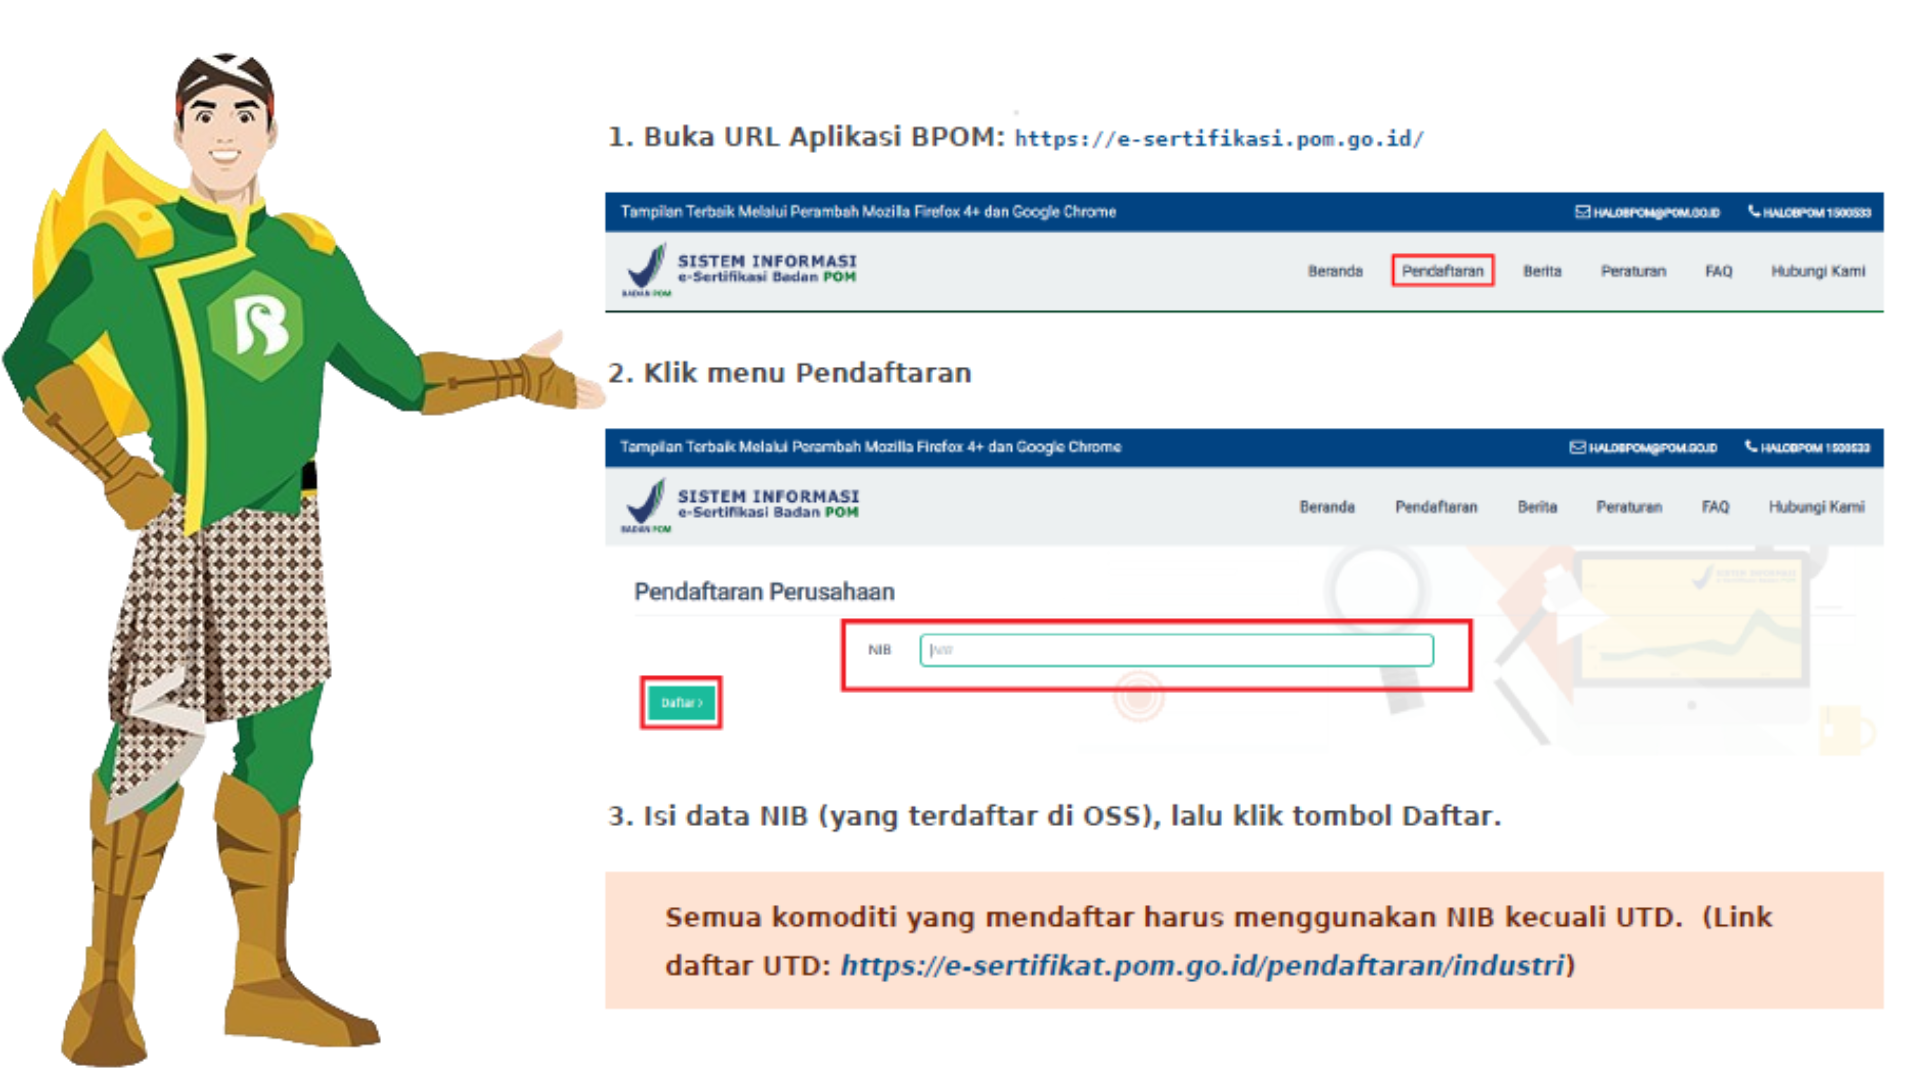 1. Buka URL Aplikasi BPOM: https://e-sertifikasi.pom.go.id/
Tampilan Terbaik Melalui Perambah Mozilla Firefox 4+ dan Google Chrome
HALOBPOM@POM.GO.ID
HALOBPOM 1500533
SISTEM INFORMASI
e-Sertifikasi Badan POM
BADAN POM
Beranda
Pendaftaran
Berita
Peraturan
FAQ
Hubungi Kami
2. Klik menu Pendaftaran
Tampilan Terbaik Melalui Perambah Mozilla Firefox 4+ dan Google Chrome
HALOBPOM@POM.GO.ID
HALOBPOM 1500533
SISTEM INFORMASI
e-Sertifikasi Badan POM
BADAN POM
Beranda
Pendaftaran
Berita
Peraturan
FAQ
Hubungi Kami
SISTEM INFORMASI
Pendaftaran Perusahaan
NIB
NIB
Daftar >
3. Isi data NIB (yang terdaftar di OSS), lalu klik tombol Daftar.
Semua komoditi yang mendaftar harus menggunakan NIB kecuali UTD. (Link
daftar UTD: https://e-sertifikat.pom.go.id/pendaftaran/industri)